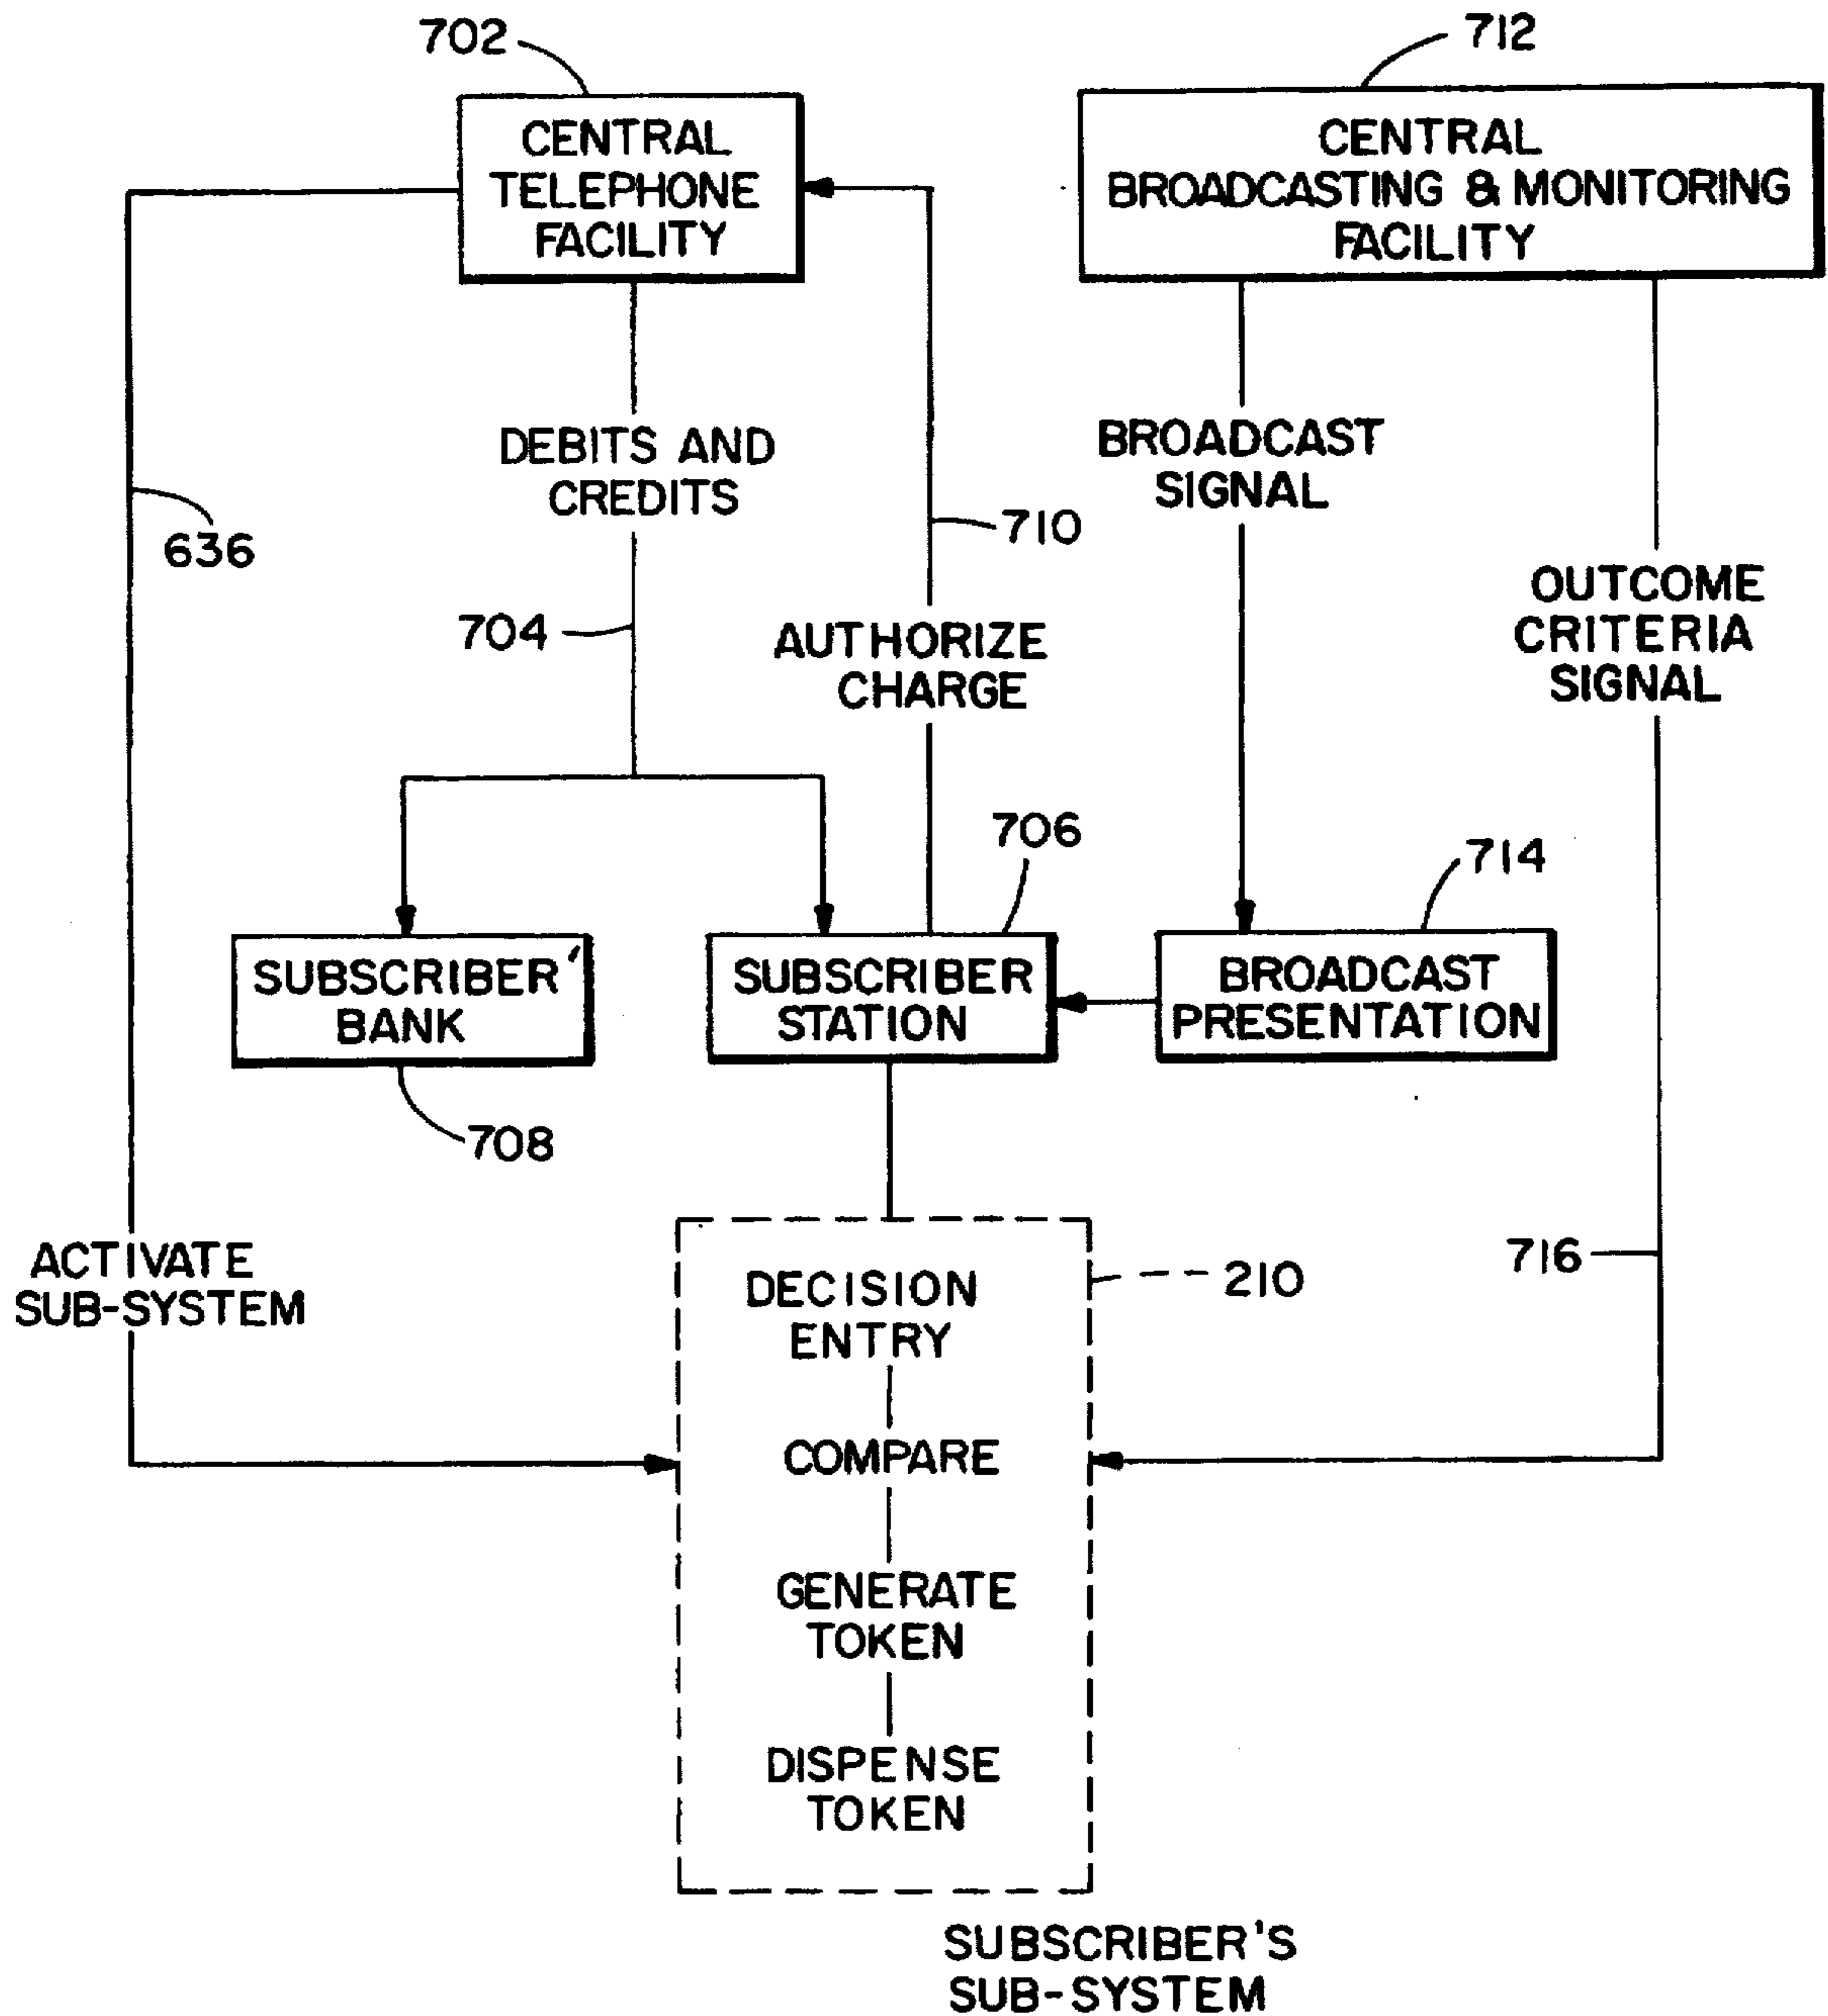 702
712
CENTRAL
TELEPHONE
FACILITY
CENTRAL
BROADCASTING & MONITORING
FACILITY
DEBITS AND
CREDITS
BROADCAST
SIGNAL
710
636
OUTCOME
CRITERIA
SIGNAL
704
AUTHORIZE
CHARGE
706
714
SUBSCRIBER'
BANK
SUBSCRIBER
STATION
BROADCAST
PRESENTATION
708
ACTIVATE
SUB-SYSTEM
716
210
DECISION
ENTRY
COMPARE
GENERATE
TOKEN
DISPENSE
TOKEN
SUBSCRIBER'S
SUB-SYSTEM